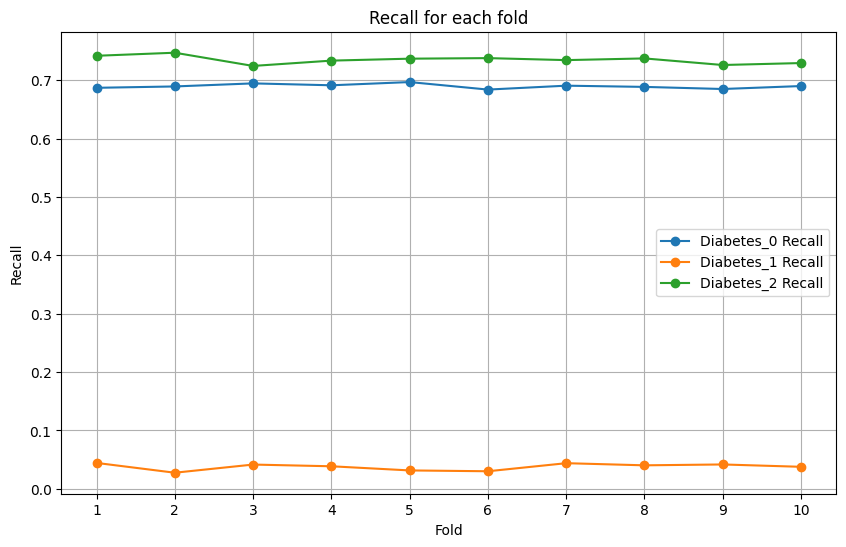 Recall for each fold
Recall
0.7
0.6
0.5
0.4
0.3
0.2
0.1
0.0
Diabetes_0 Recall
Diabetes_1 Recall
Diabetes_2 Recall
1 2 3 4 5 6 7 8 9 10
Fold